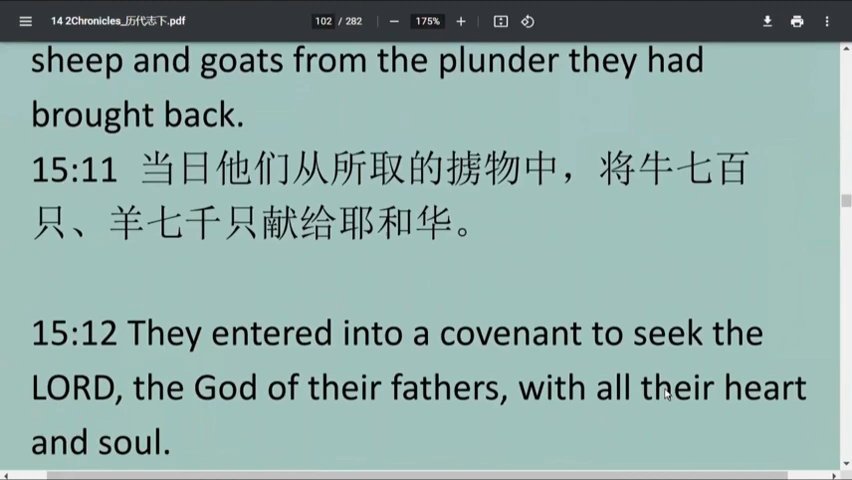 14 2Chronicles_历代志下.pdf
102 / 282
175%
sheep and goats from the plunder they had
brought back.
15:11 当日他们从所取的掳物中，将牛七百
只、羊七千只献给耶和华。
15:12 They entered into a covenant to seek the
LORD, the God of their fathers, with all their heart
and soul.